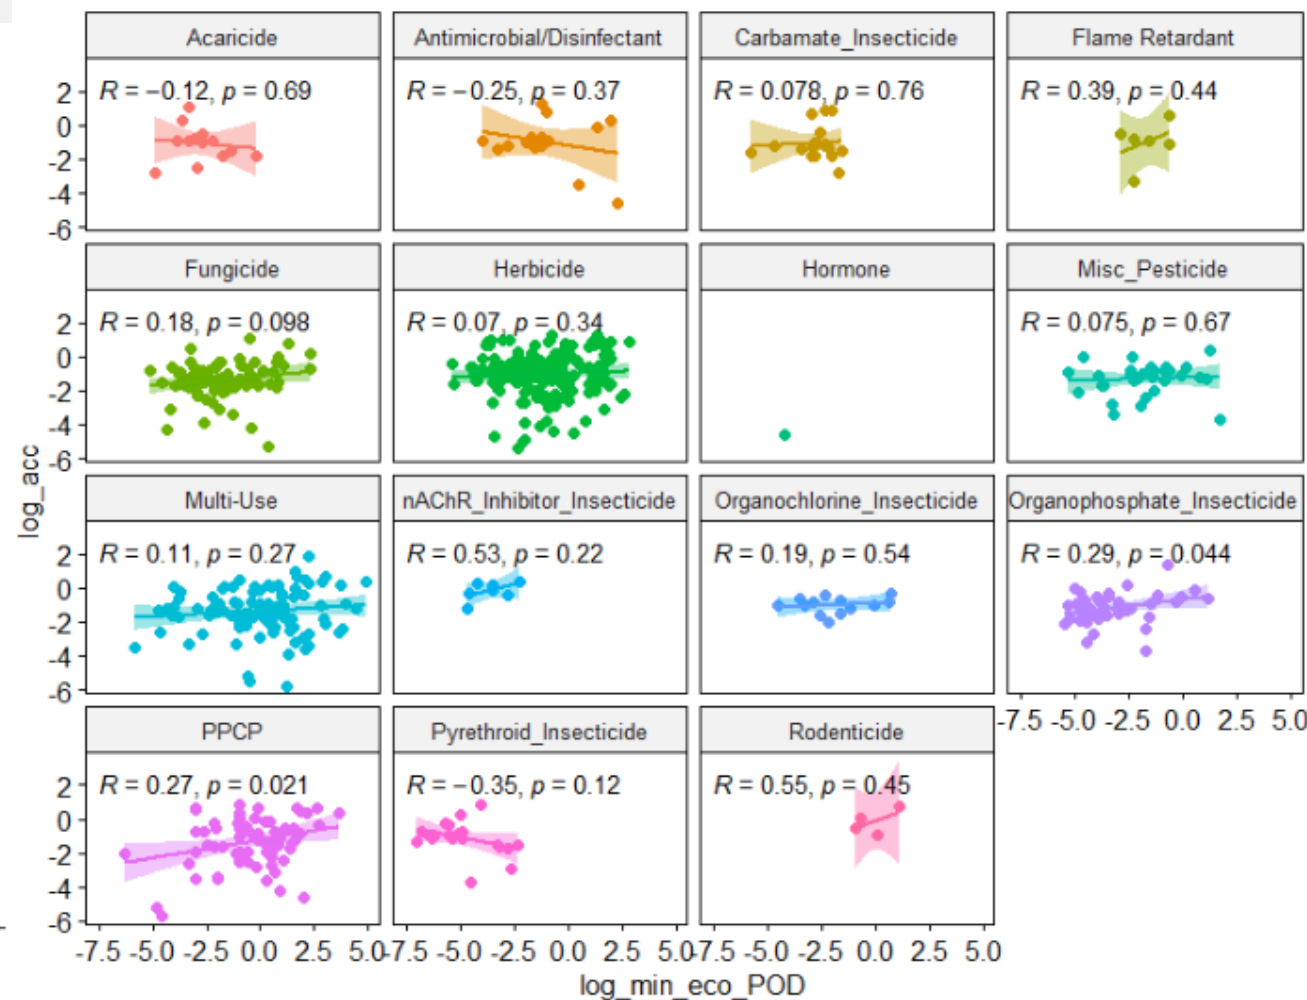 Acaricide Antimicrobial/Disinfectant Carbamate_Insecticide Flame Retardant
R = −0.12, p = 0.69 R = −0.25, p = 0.37 R = 0.078, p = 0.76 R = 0.39, p = 0.44
2
0
-2
-4
-6
Fungicide Herbicide Hormone Misc_Pesticide
R = 0.18, p = 0.098 R = 0.07, p = 0.34 R = 0.075, p = 0.67
2
0
-2
-4
-6
log_acc
Multi-Use nAChR_Inhibitor_Insecticide Organochlorine_Insecticide Organophosphate_Insecticide
R = 0.11, p = 0.27 R = 0.53, p = 0.22 R = 0.19, p = 0.54 R = 0.29, p = 0.044
2
0
-2
-4
-6
-7.5 -5.0 -2.5 0.0 2.5 5.0
PPCP Pyrethroid_Insecticide Rodenticide
R = 0.27, p = 0.021 R = −0.35, p = 0.12 R = 0.55, p = 0.45
2
0
-2
-4
-6
-7.5 -5.0 -2.5 0.0 2.5 5.0 -7.5 -5.0 -2.5 0.0 2.5 5.0 -7.5 -5.0 -2.5 0.0 2.5 5.0
log_min_eco_POD